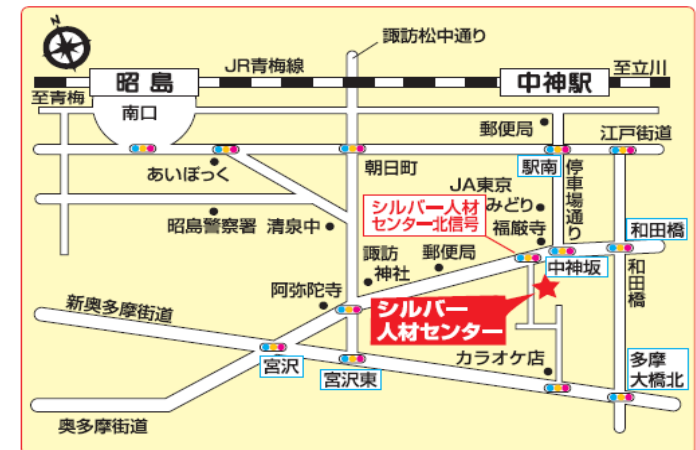 N
諏訪松中通り
JR青梅線
昭島
中神駅
至立川
至青梅
南口
郵便局
江戸街道
あいぽっく
朝日町
駅南
停車場通り
JA東京
みどり
シルバー人材
センター北信号
福厳寺
昭島警察署
清泉中
和田橋
諏訪
神社
郵便局
中神坂
和田橋
阿弥陀寺
新奥多摩街道
シルバー
人材センター
宮沢
宮沢東
カラオケ店
多摩
大橋北
奥多摩街道